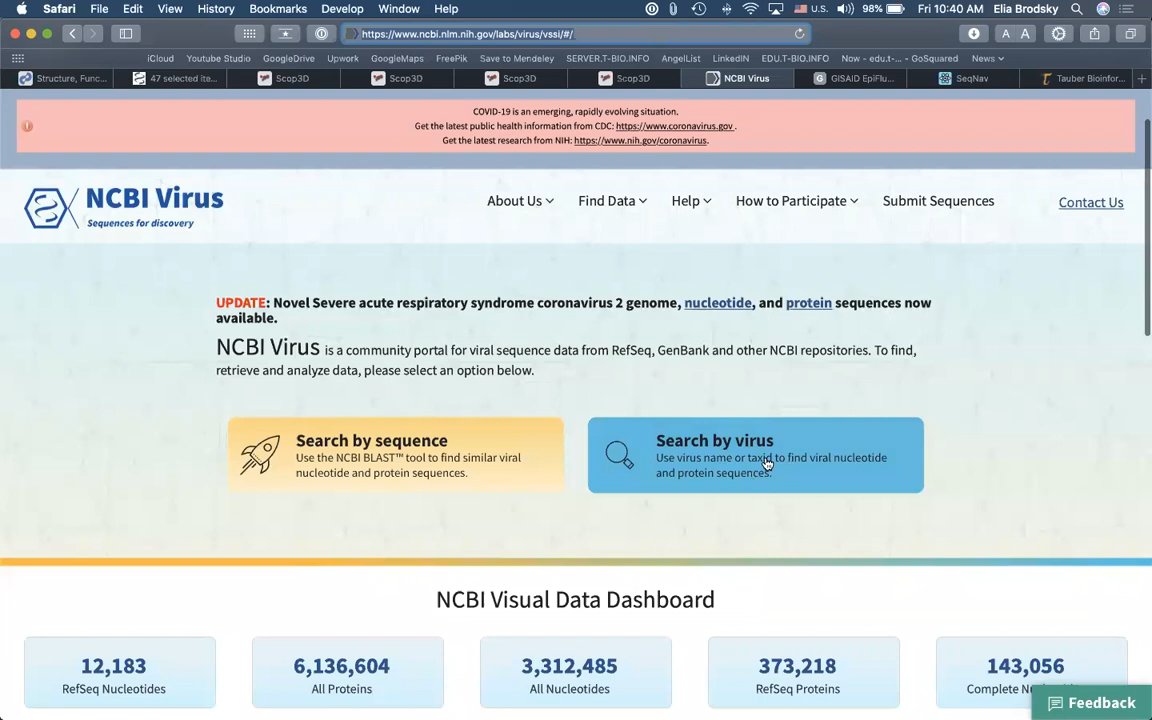 Safari File Edit View History Bookmarks Develop Window Help U.S. 98% Fri 10:40 AM Elia Brodsky
https://www.ncbi.nlm.nih.gov/labs/virus/vssi/#/ A A
iCloud Youtube Studio GoogleDrive Upwork GoogleMaps FreePik Save to Mendeley SERVER.T-BIO.INFO AngelList LinkedIn EDU.T-BIO.INFO Now - edu.t-... - GoSquared News
Structure, Func... 47 selected ite... Scop3D Scop3D Scop3D Scop3D NCBI Virus GISAID EpiFlu... SeqNav Tauber Bioinfor... +
COVID-19 is an emerging, rapidly evolving situation.
Get the latest public health information from CDC: https://www.coronavirus.gov .
Get the latest research from NIH: https://www.nih.gov/coronavirus.
NCBI Virus
Sequences for discovery
About Us Find Data Help How to Participate Submit Sequences Contact Us
UPDATE: Novel Severe acute respiratory syndrome coronavirus 2 genome, nucleotide, and protein sequences now
available.
NCBI Virus is a community portal for viral sequence data from RefSeq, GenBank and other NCBI repositories. To find,
retrieve and analyze data, please select an option below.
Search by sequence
Use the NCBI BLAST™ tool to find similar viral
nucleotide and protein sequences.
Search by virus
Use virus name or taxid to find viral nucleotide
and protein sequences.
NCBI Visual Data Dashboard
12,183
RefSeq Nucleotides
6,136,604
All Proteins
3,312,485
All Nucleotides
373,218
RefSeq Proteins
143,056
Complete
Feedback